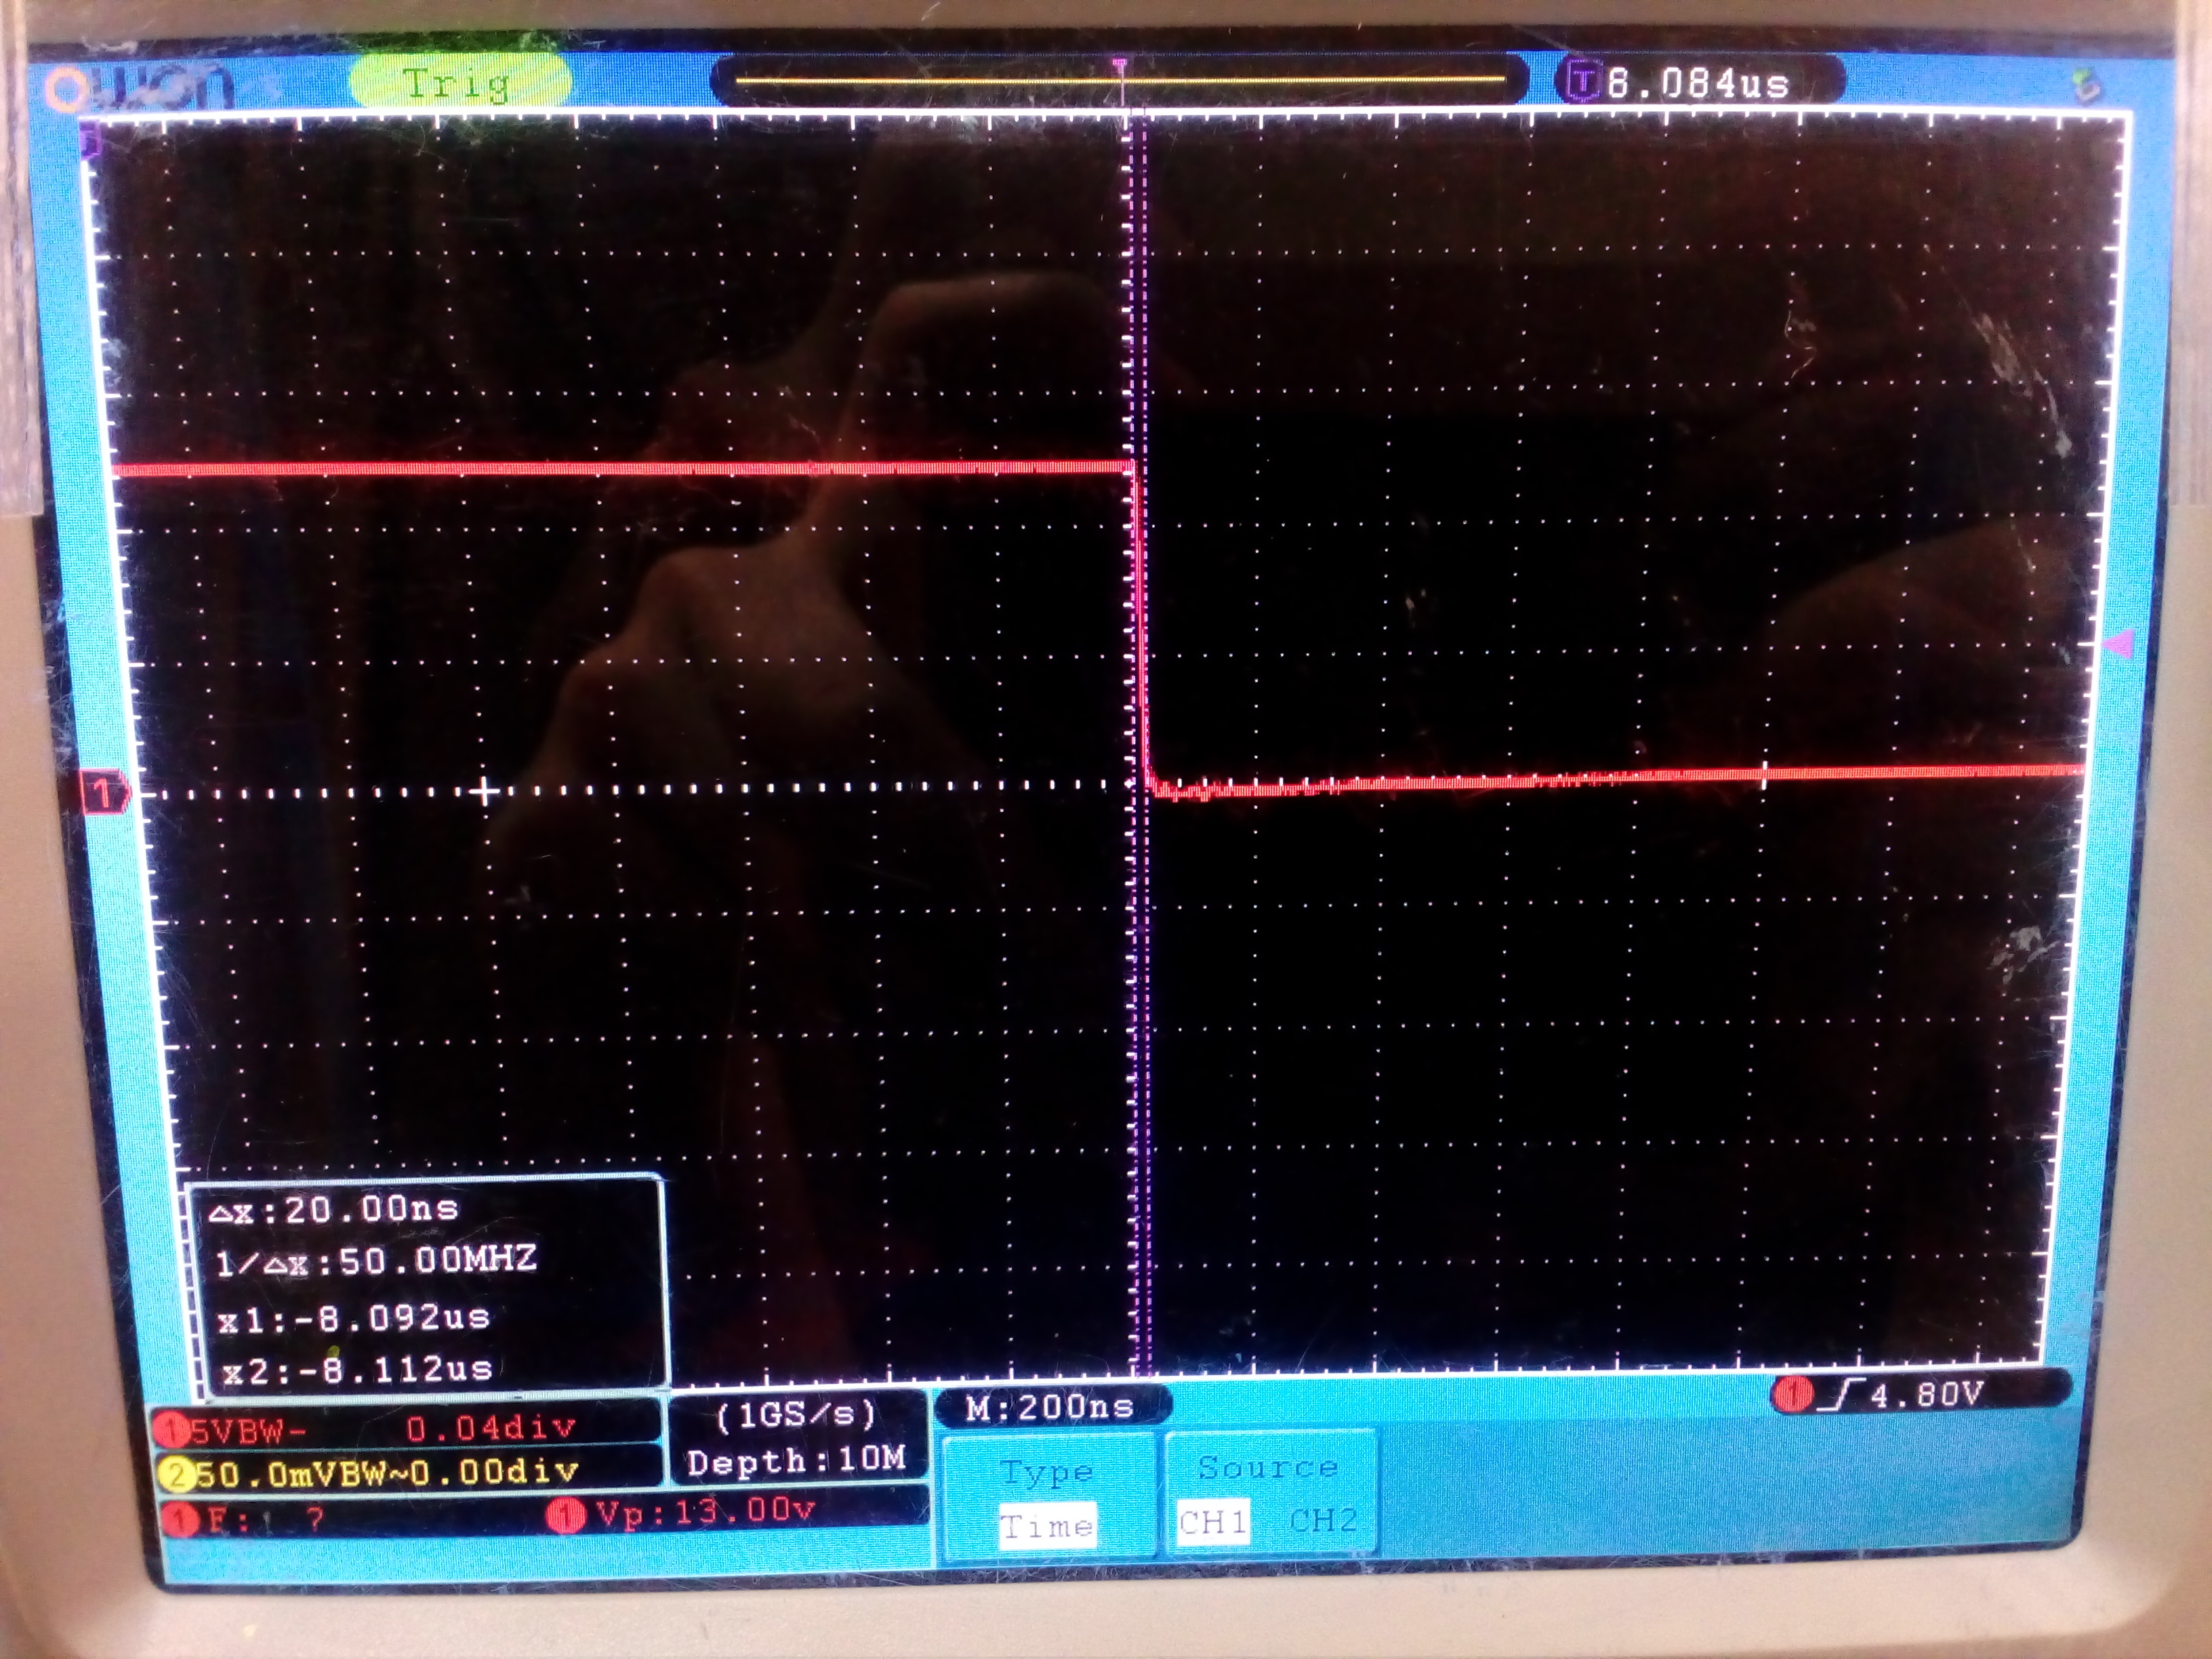 owon Trig T 8.084us
1
Δx:20.00ns
1/Δx:50.00MHZ
x1:-8.092us
x2:-8.112us
1 5VBW- 0.04div
2 50.0mVBW~0.00div
1 F: ? 1 Vp:13.00v
(1GS/s)
Depth:10M
M:200ns
1 4.80V
Type
Time
Source
CH1 CH2